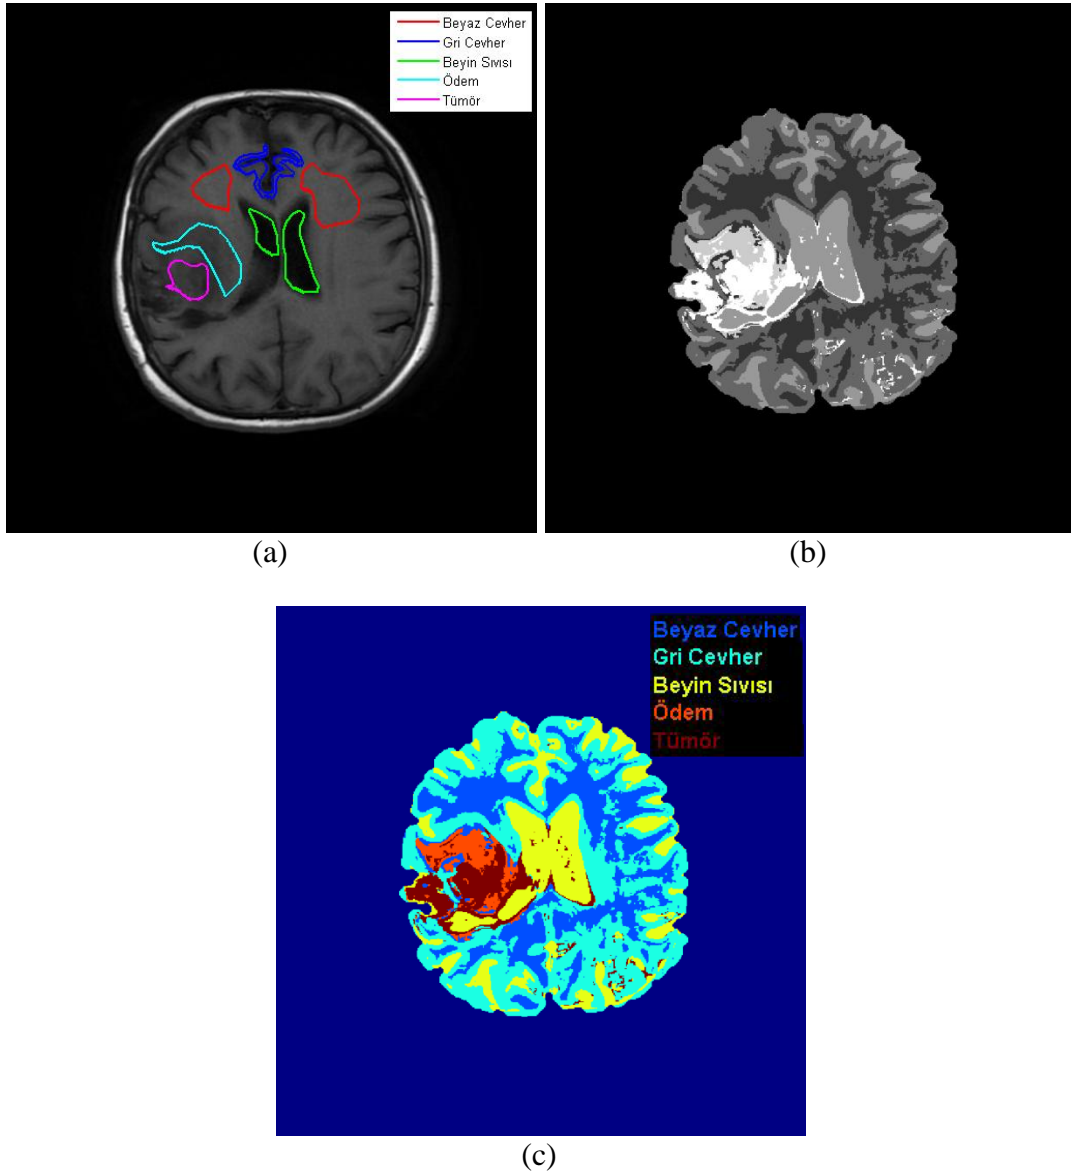 Beyaz Cevher
Gri Cevher
Beyin Sıvısı
Ödem
Tümör
(a)
(b)
Beyaz Cevher
Gri Cevher
Beyin Sıvısı
Ödem
Tümör
(c)